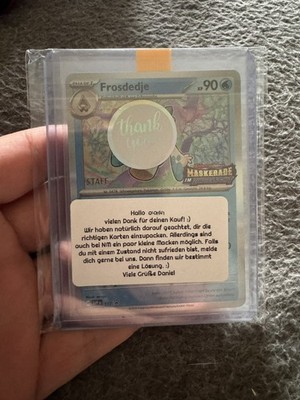 Frosdedje
90
thank
you
MASKERADE
IM
STAFF
Hallo
vielen Dank für deinen Kauf! :)
Wir haben natürlich darauf geachtet, dir die
richtigen Karten einzupacken. Allerdings sind
auch bei NM ein paar kleine Macken möglich. Falls
du mit einem Zustand nicht zufrieden bist, melde
dich gerne bei uns. Dann finden wir bestimmt
eine Lösung. :)
Viele Grüße Daniel